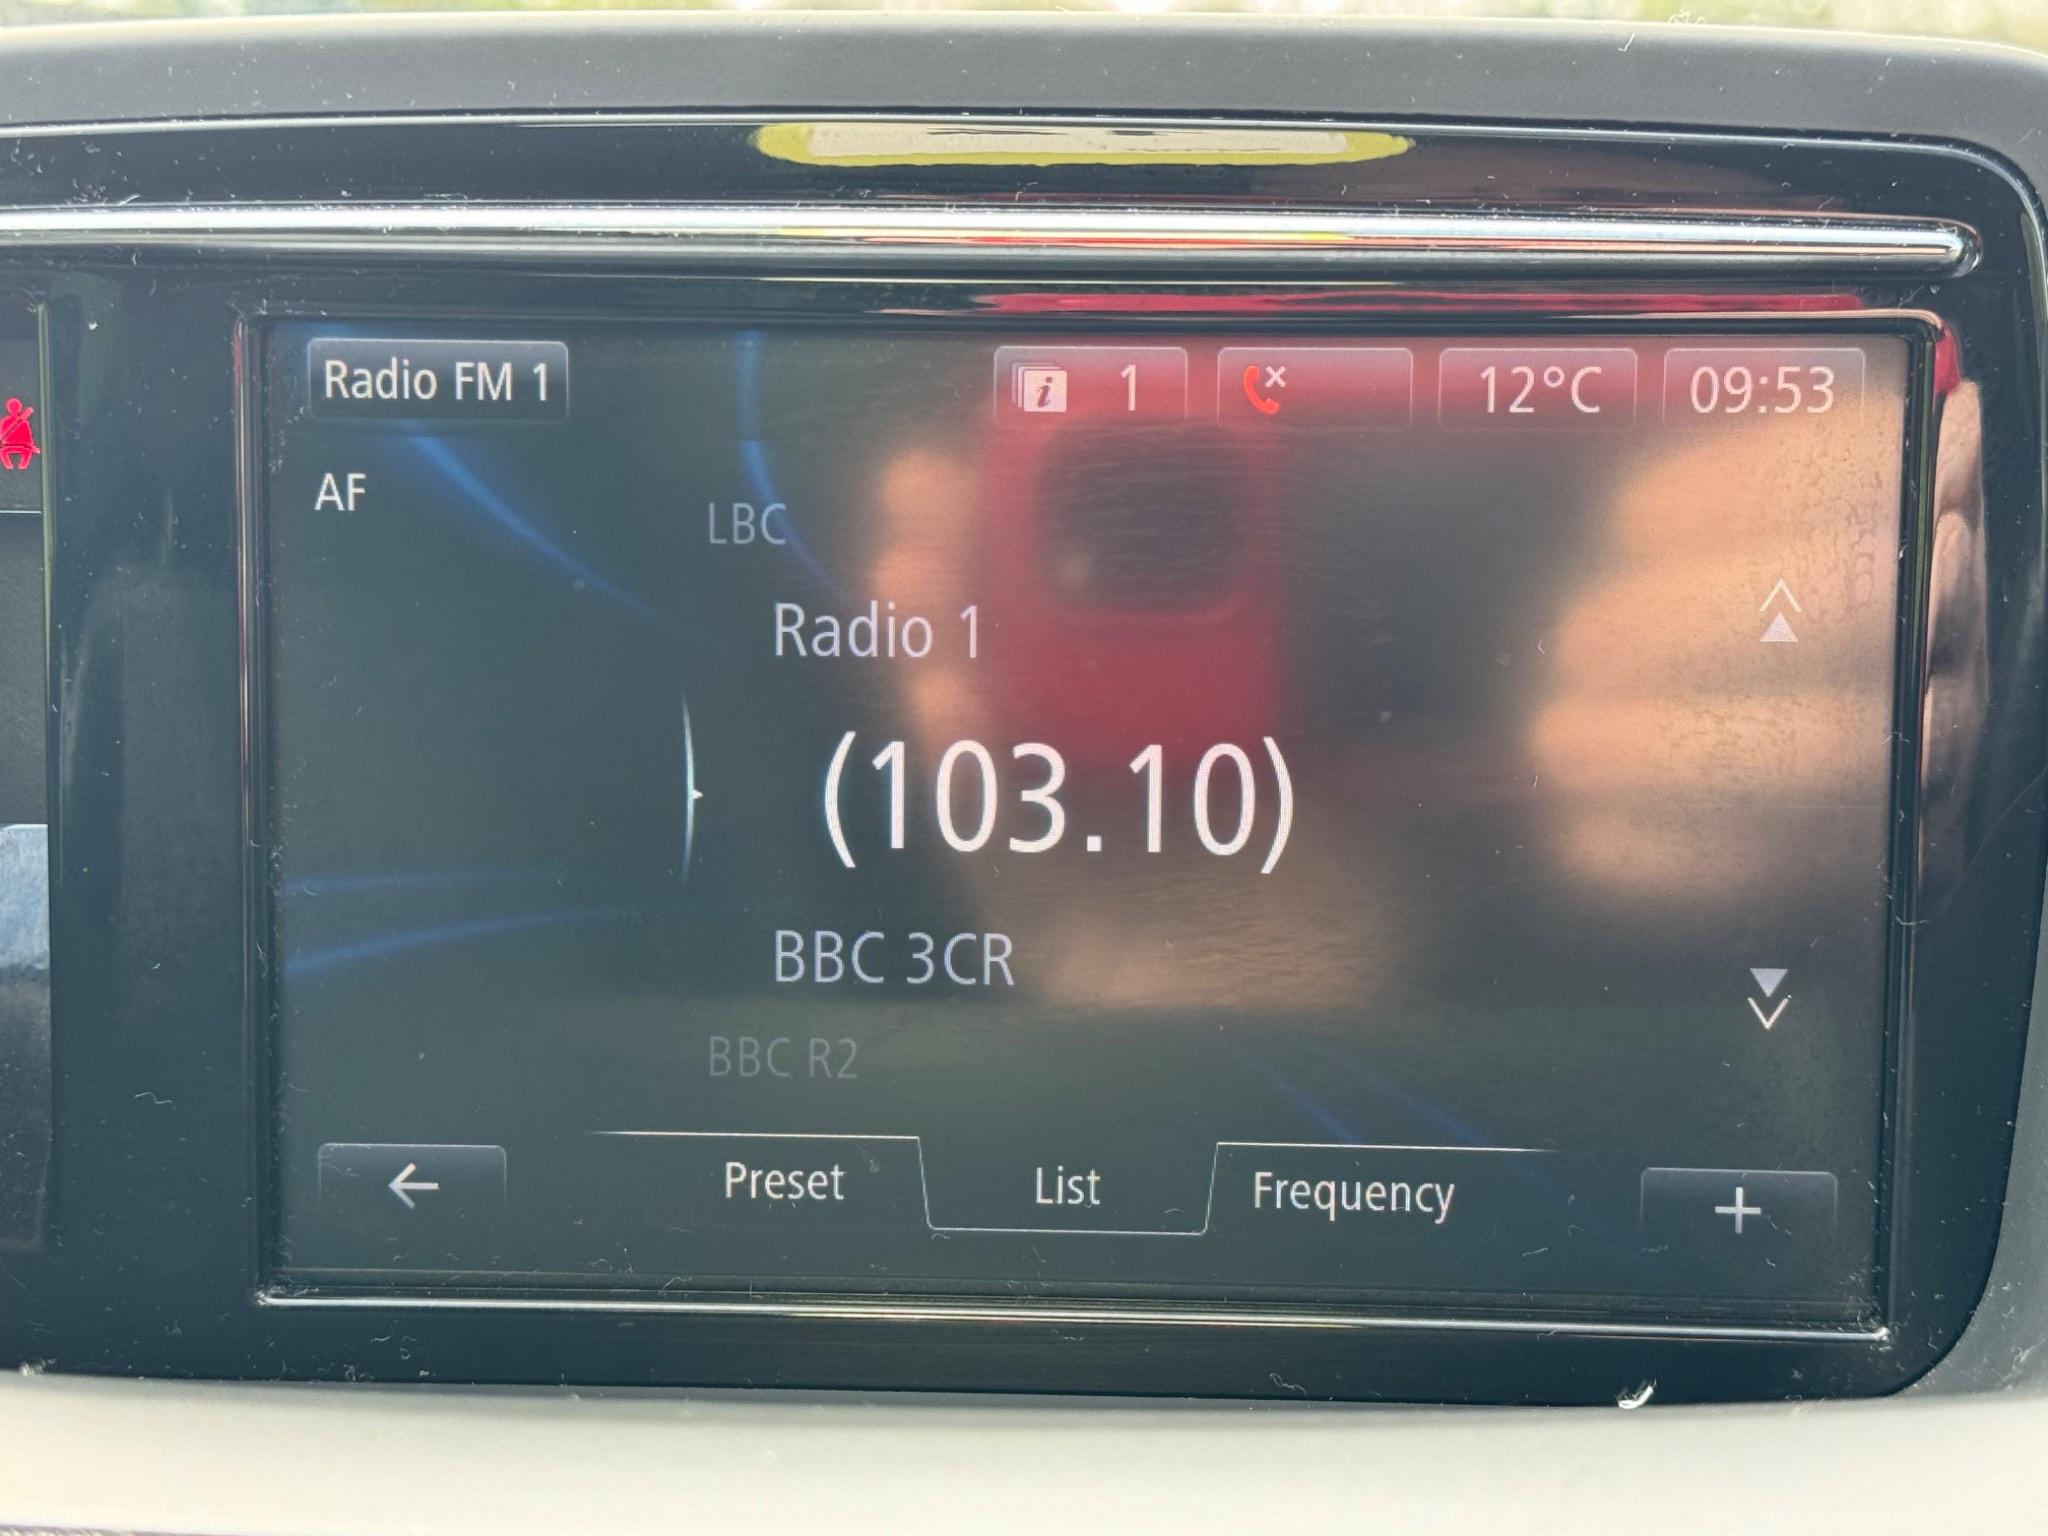 Radio FM 1
i 1
12°C
09:53
AF
LBC
Radio 1
(103.10)
BBC 3CR
BBC R2
Preset
List
Frequency
+